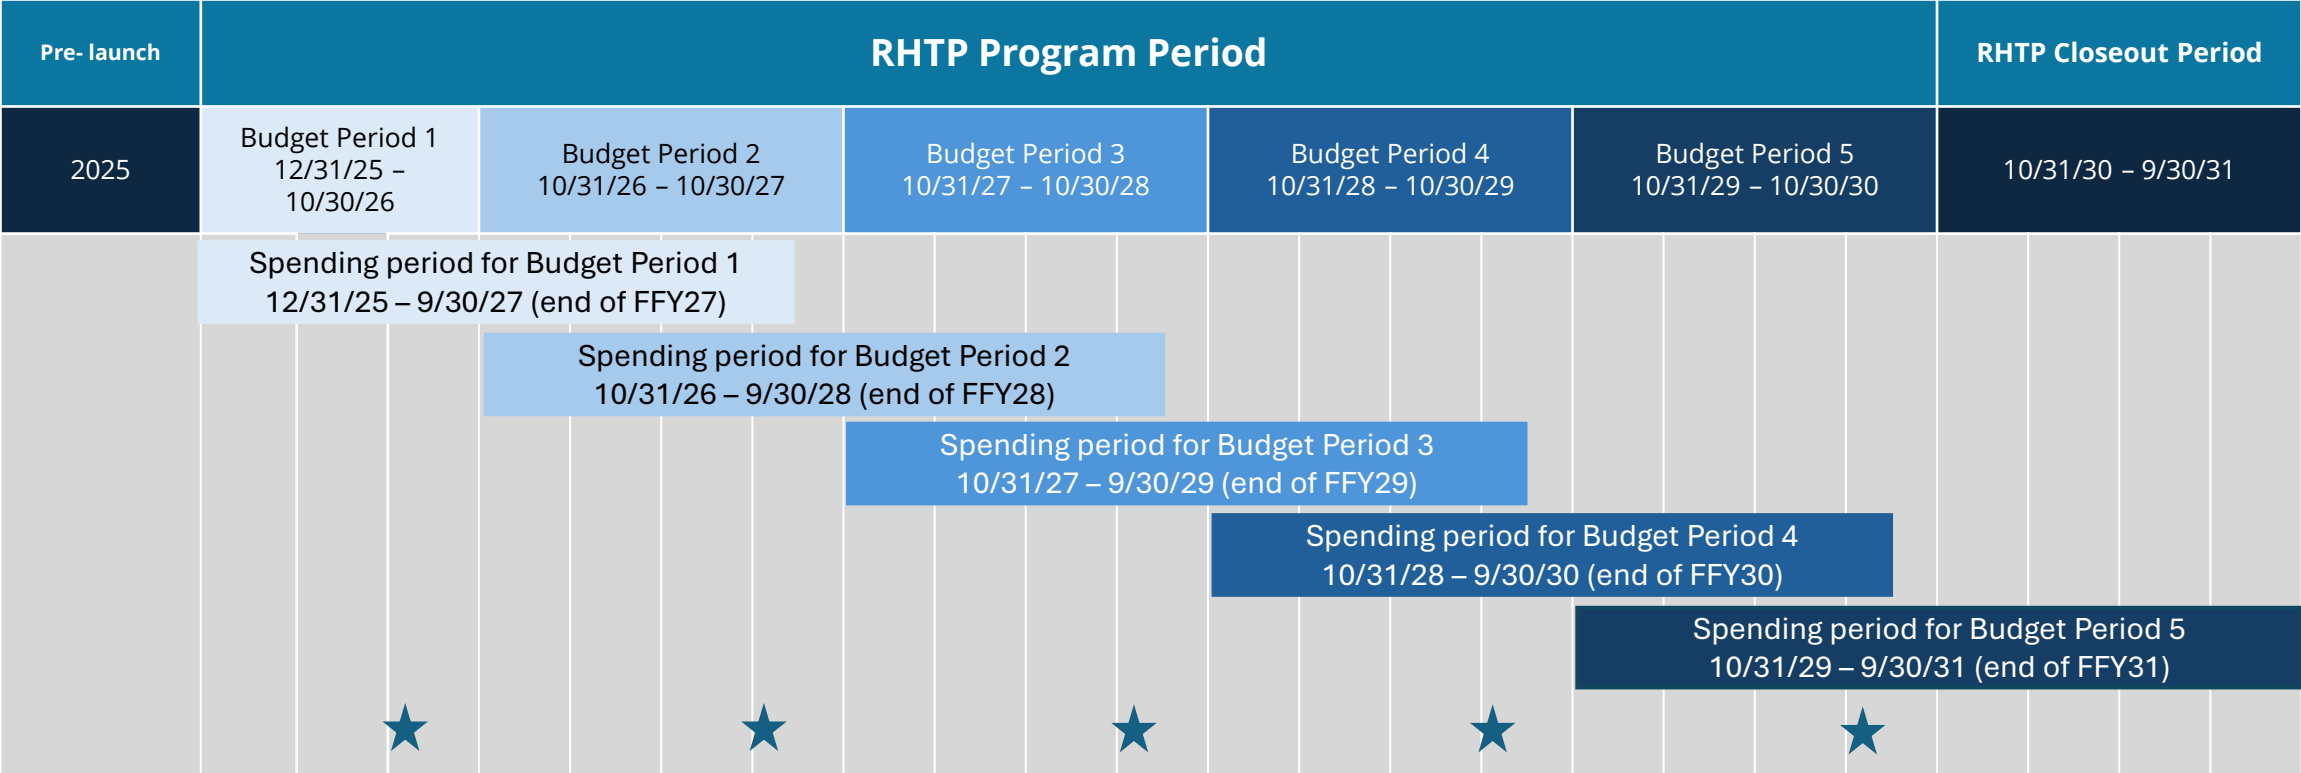 Pre- launch
RHTP Program Period
RHTP Closeout Period
2025
Budget Period 1
12/31/25 –
10/30/26
Budget Period 2
10/31/26 – 10/30/27
Budget Period 3
10/31/27 – 10/30/28
Budget Period 4
10/31/28 – 10/30/29
Budget Period 5
10/31/29 – 10/30/30
10/31/30 – 9/30/31
Spending period for Budget Period 1
12/31/25 – 9/30/27 (end of FFY27)
Spending period for Budget Period 2
10/31/26 – 9/30/28 (end of FFY28)
Spending period for Budget Period 3
10/31/27 – 9/30/29 (end of FFY29)
Spending period for Budget Period 4
10/31/28 – 9/30/30 (end of FFY30)
Spending period for Budget Period 5
10/31/29 – 9/30/31 (end of FFY31)